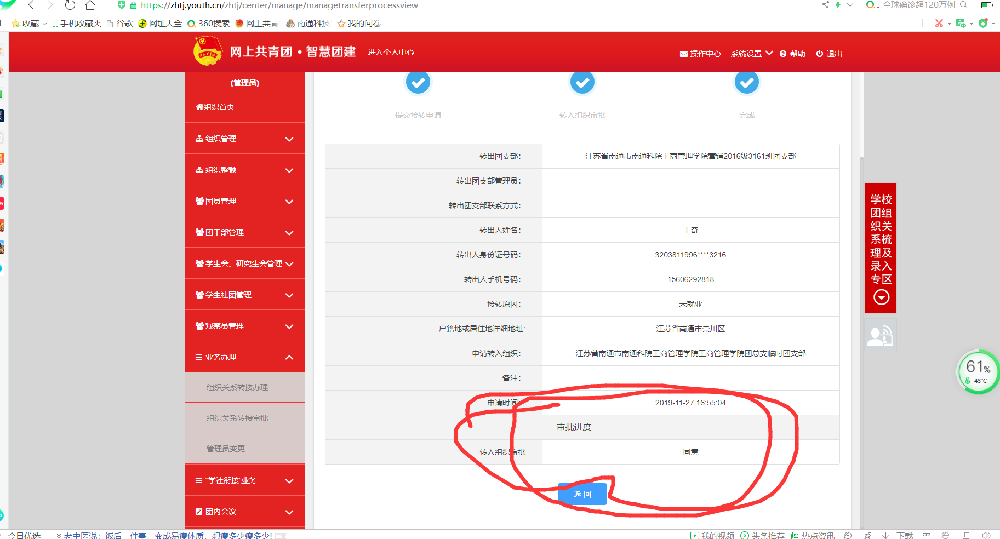 https://zhtj.youth.cn/zhtj/center/manage/managetransferprocessview
全球确诊超120万例
收藏 手机收藏夹 谷歌 网址大全 360搜索 网上共青 南通科技 我的问卷
网上共青团·智慧团建 进入个人中心
操作中心 系统设置 帮助 退出
(管理员)
组织首页
组织管理
组织整顿
团员管理
团干部管理
学生会、研究生会管理
学生社团管理
观察员管理
业务办理
组织关系转接办理
组织关系转接审批
管理员变更
“学社衔接”业务
团内会议
提交接转申请 转入组织审批 完成
转出团支部: 江苏省南通市南通科院工商管理学院营销2016级3161班团支部
转出团支部管理员:
转出团支部联系方式:
转出人姓名: 王奇
转出人身份证号码: 3203811996****3216
转出人手机号码: 15606292818
接转原因: 未就业
户籍地或居住地详细地址: 江苏省南通市崇川区
申请转入组织: 江苏省南通市南通科院工商管理学院工商管理学院团总支临时团支部
备注:
申请时间: 2019-11-27 16:55:04
审批进度
转入组织审批 同意
返回
学校
团组
织关
系梳
理及
录入
专区
61%
43°C
今日优选 老中医说：饭后一件事，变成易瘦体质，想瘦多少瘦多少! 广告
我的视频 头条推荐 热点资讯 下载